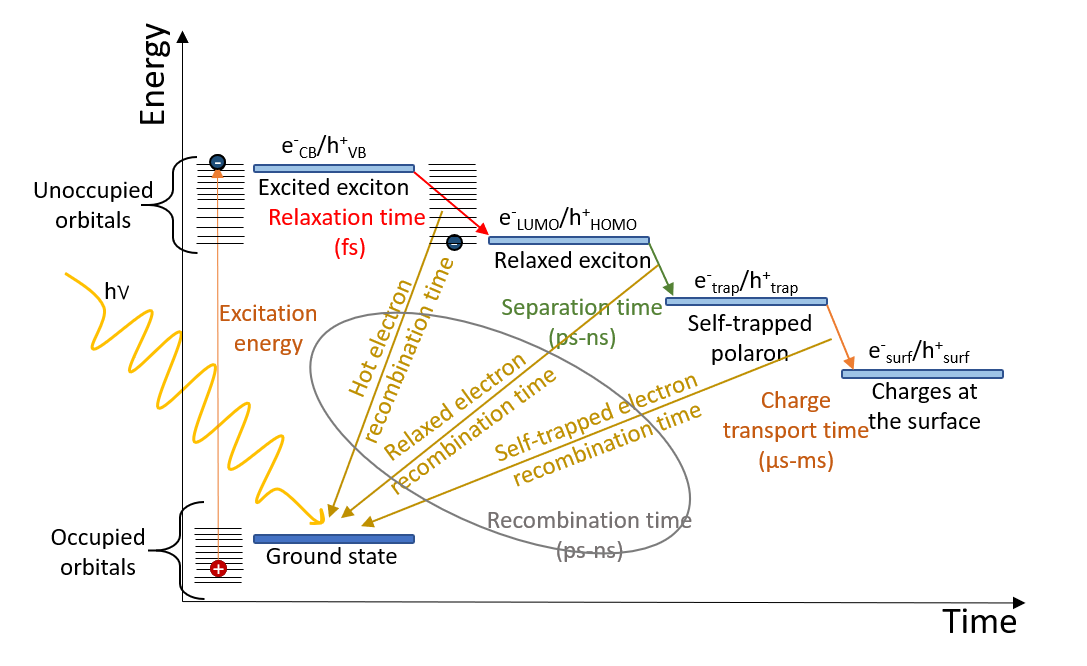 Energy
Unoccupied
orbitals
-
e⁻CB/h⁺VB
Excited exciton
Relaxation time
(fs)
-
e⁻LUMO/h⁺HOMO
Relaxed exciton
Separation time
(ps-ns)
e⁻trap/h⁺trap
Self-trapped
polaron
e⁻surf/h⁺surf
Charges at
the surface
Charge
transport time
(µs-ms)
hν
Excitation
energy
Hot electron
recombination time
Relaxed electron
recombination time
Self-trapped electron
recombination time
Recombination time
(ps-ns)
Occupied
orbitals
+
Ground state
Time